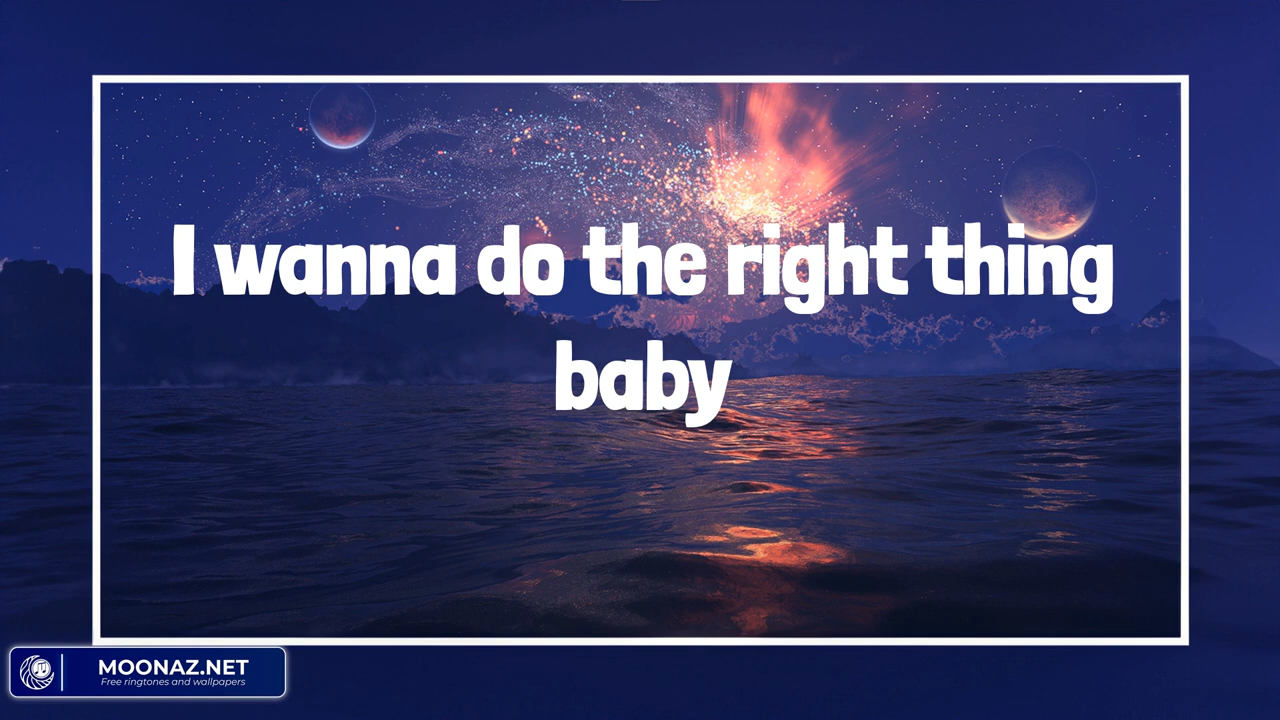 I wanna do the right thing
baby
MOONAZ.NET
Free ringtones and wallpapers